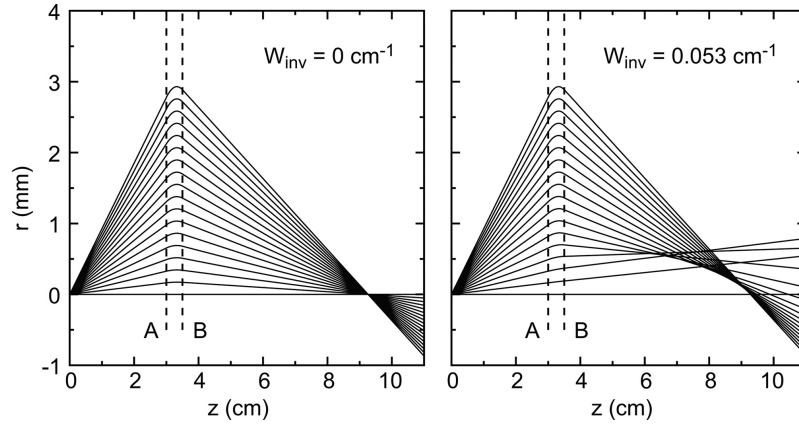 4
3
2
1
0
-1
r (mm)
W_inv = 0 cm⁻¹
A B
0 2 4 6 8 10
z (cm)
W_inv = 0.053 cm⁻¹
A B
0 2 4 6 8 10
z (cm)